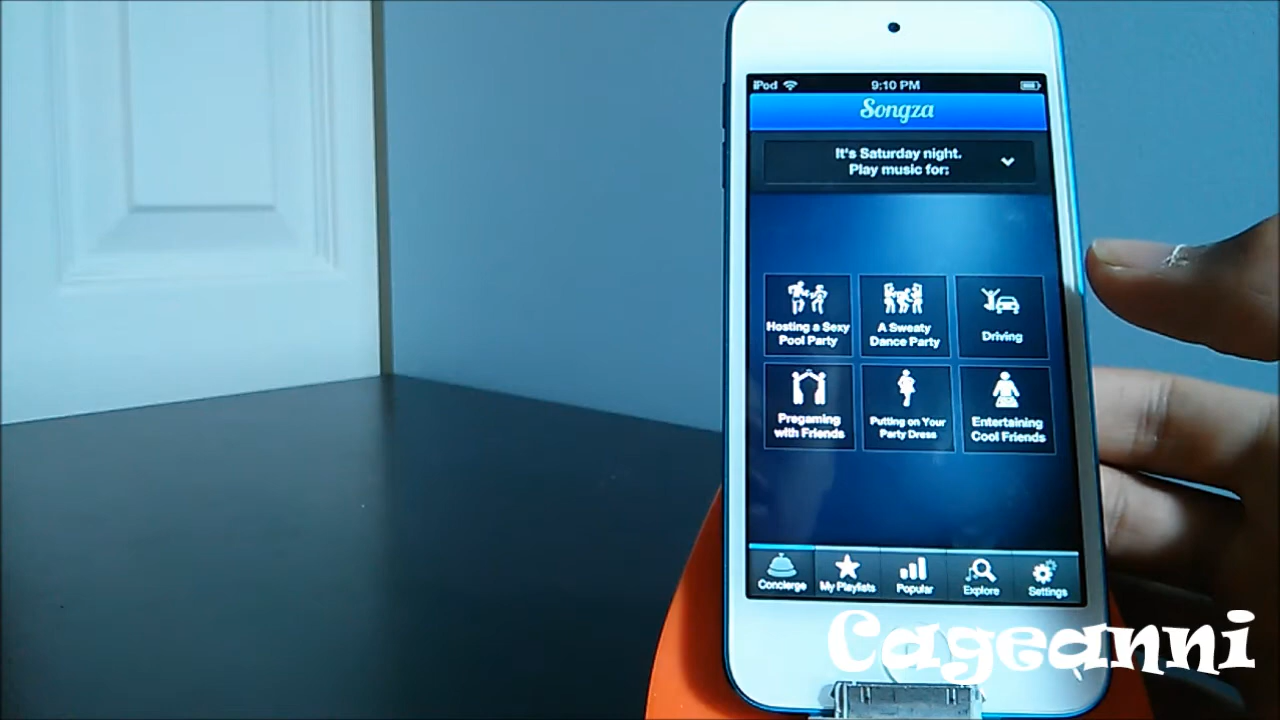 iPod 9:10 PM
Songza
It's Saturday night.
Play music for:
Hosting a Sexy
Pool Party
A Sweaty
Dance Party
Driving
Pregaming
with Friends
Putting on Your
Party Dress
Entertaining
Cool Friends
Concierge
My Playlists
Popular
Explore
Settings
Cageanni